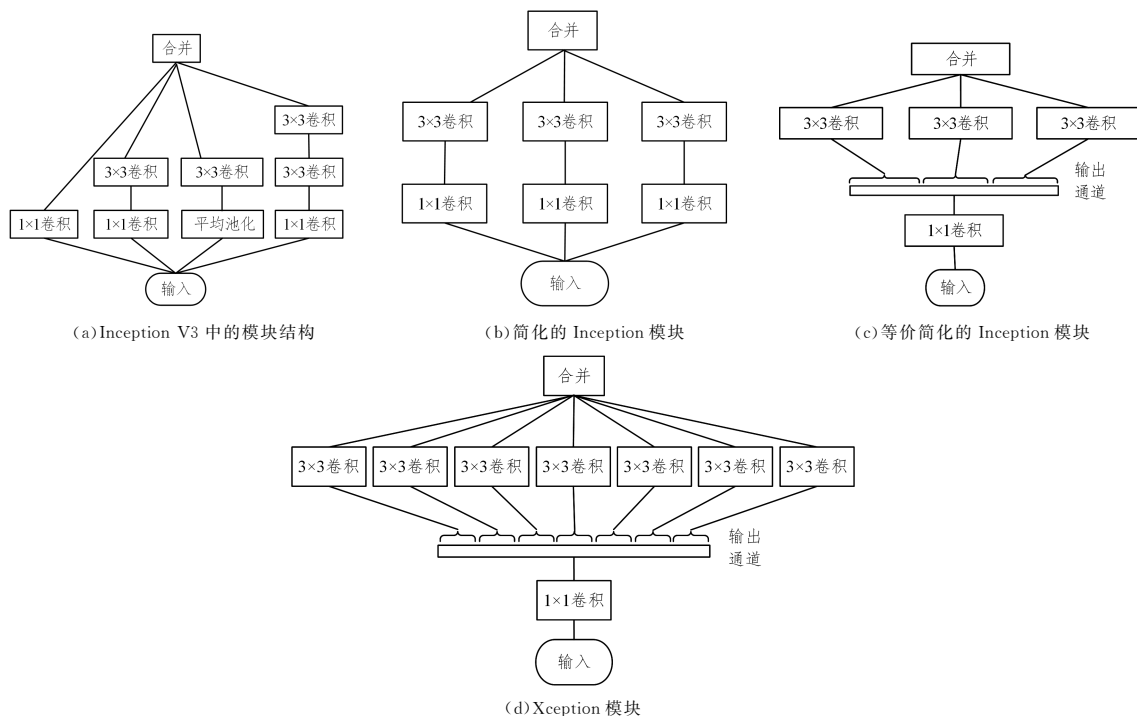 合并
3×3卷积
3×3卷积 3×3卷积 3×3卷积
1×1卷积 1×1卷积 平均池化 1×1卷积
输入
(a)Inception V3 中的模块结构
合并
3×3卷积 3×3卷积 3×3卷积
1×1卷积 1×1卷积 1×1卷积
输入
(b)简化的 Inception 模块
合并
3×3卷积 3×3卷积 3×3卷积
输出
通道
1×1卷积
输入
(c)等价简化的 Inception 模块
合并
3×3卷积 3×3卷积 3×3卷积 3×3卷积 3×3卷积 3×3卷积 3×3卷积
输出
通道
1×1卷积
输入
(d)Xception 模块